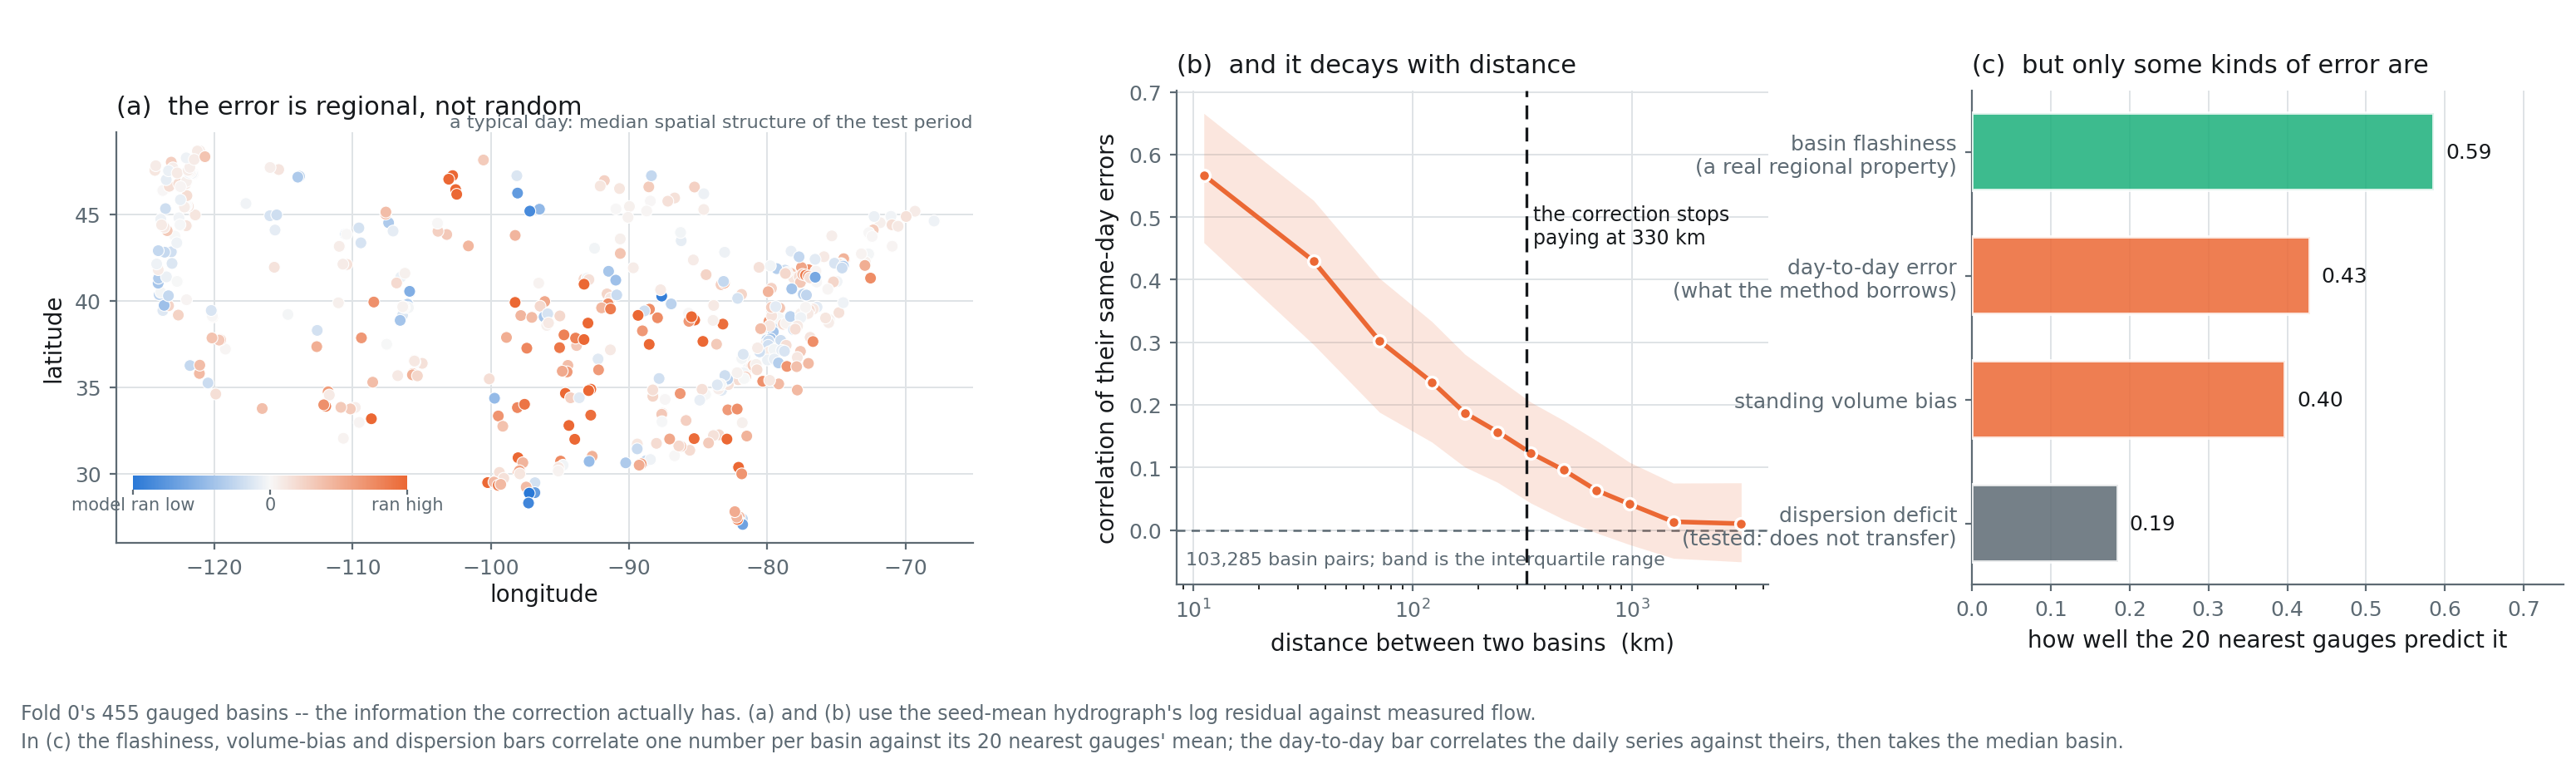 (a)  the error is regional, not random
a typical day: median spatial structure of the test period
latitude
45
40
35
30
model ran low
0
ran high
−120
−110
−100
−90
−80
−70
longitude
(b)  and it decays with distance
correlation of their same-day errors
0.7
0.6
0.5
0.4
0.3
0.2
0.1
0.0
the correction stops
paying at 330 km
103,285 basin pairs; band is the interquartile range
10¹
10²
10³
distance between two basins  (km)
(c)  but only some kinds of error are
basin flashiness
(a real regional property)
0.59
day-to-day error
(what the method borrows)
0.43
standing volume bias
0.40
dispersion deficit
(tested: does not transfer)
0.19
0.0
0.1
0.2
0.3
0.4
0.5
0.6
0.7
how well the 20 nearest gauges predict it
Fold 0's 455 gauged basins -- the information the correction actually has. (a) and (b) use the seed-mean hydrograph's log residual against measured flow.
In (c) the flashiness, volume-bias and dispersion bars correlate one number per basin against its 20 nearest gauges' mean; the day-to-day bar correlates the daily series against theirs, then takes the median basin.